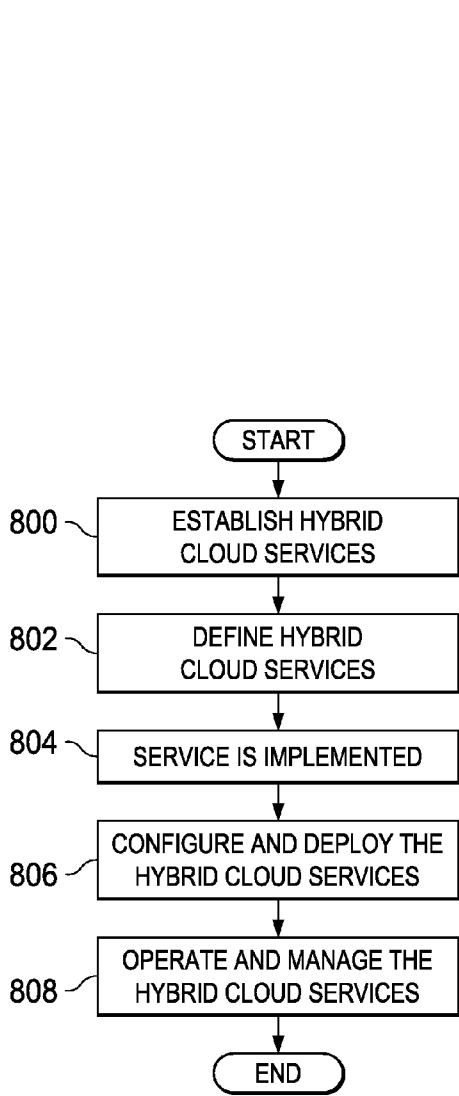 START
800
ESTABLISH HYBRID
CLOUD SERVICES
802
DEFINE HYBRID
CLOUD SERVICES
804
SERVICE IS IMPLEMENTED
806
CONFIGURE AND DEPLOY THE
HYBRID CLOUD SERVICES
808
OPERATE AND MANAGE THE
HYBRID CLOUD SERVICES
END